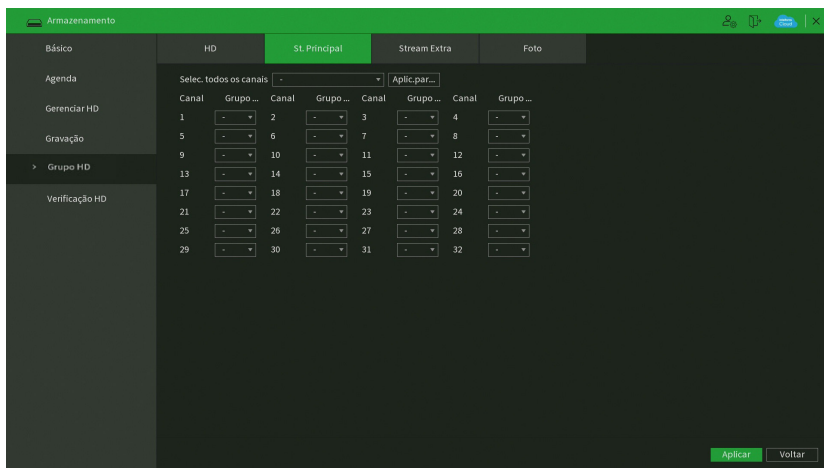 Armazenamento
Básico
Agenda
Gerenciar HD
Gravação
> Grupo HD
Verificação HD
HD St. Principal Stream Extra Foto
Selec. todos os canais - Aplic.par...
Canal Grupo ... Canal Grupo ... Canal Grupo ... Canal Grupo ...
1 - 2 - 3 - 4 -
5 - 6 - 7 - 8 -
9 - 10 - 11 - 12 -
13 - 14 - 15 - 16 -
17 - 18 - 19 - 20 -
21 - 22 - 23 - 24 -
25 - 26 - 27 - 28 -
29 - 30 - 31 - 32 -
Aplicar Voltar